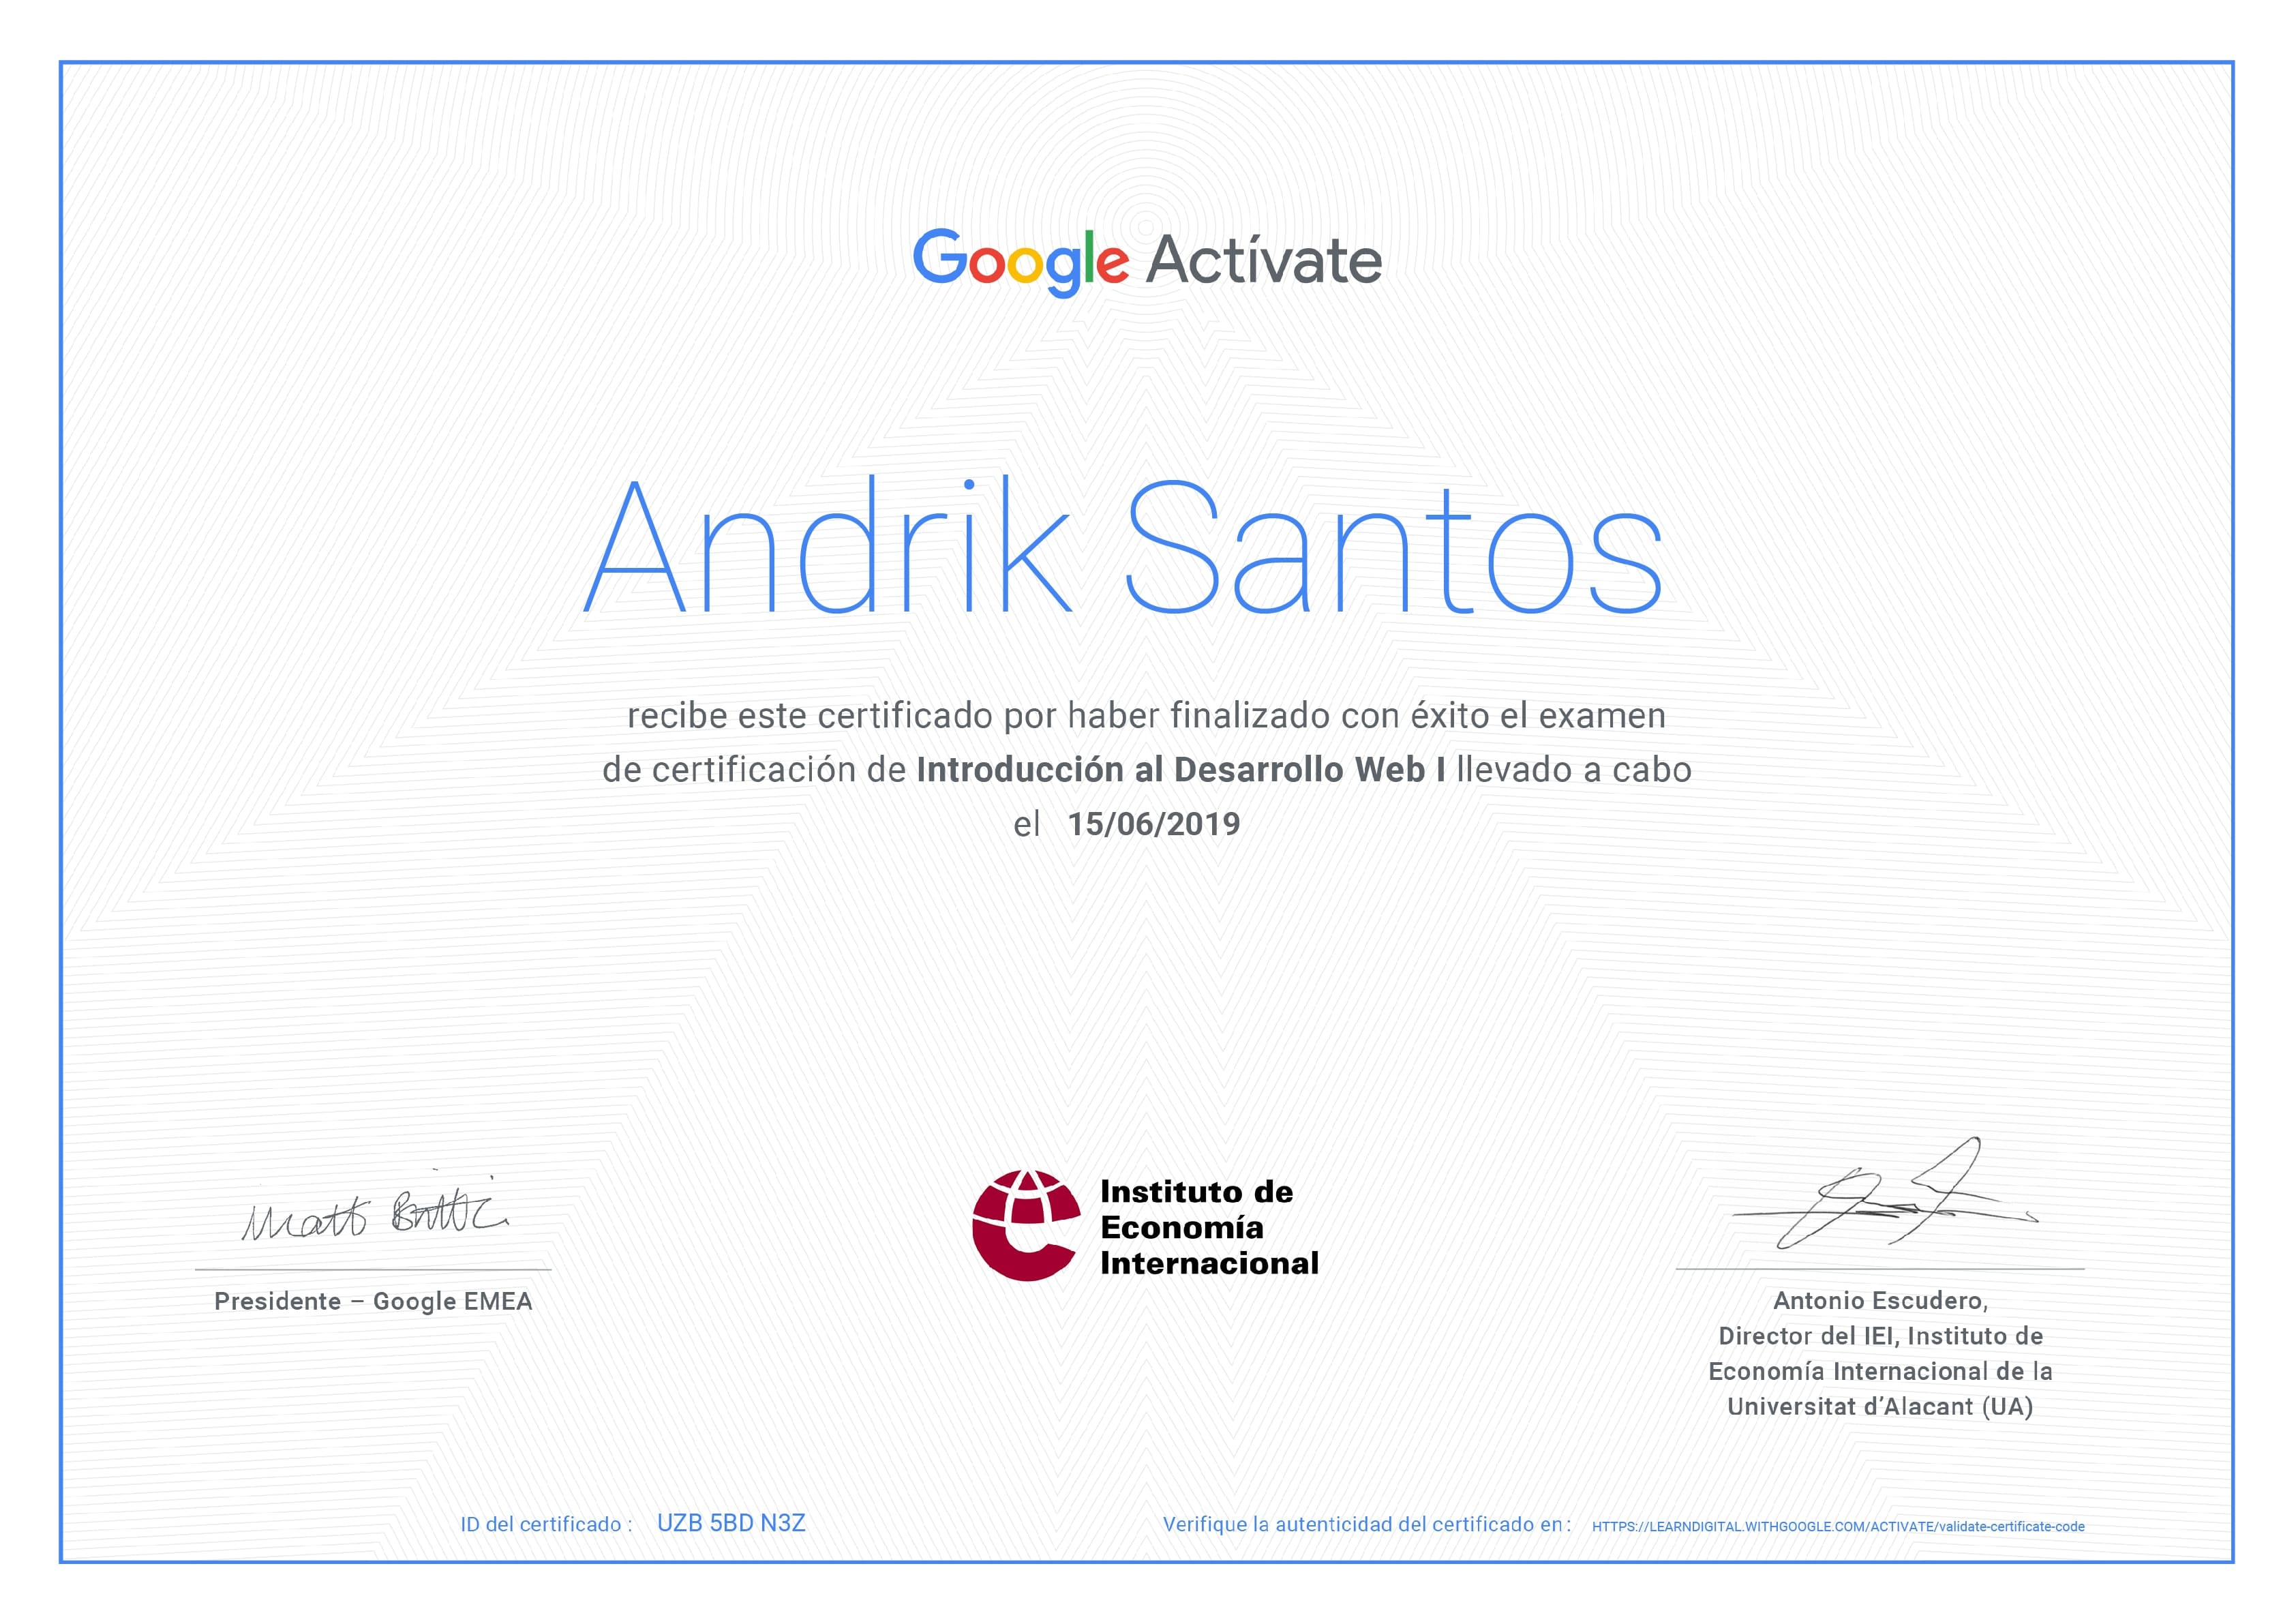 Google Actívate
Andrik Santos
recibe este certificado por haber finalizado con éxito el examen
de certificación de Introducción al Desarrollo Web I llevado a cabo
el 15/06/2019
Matt Brittin
Presidente – Google EMEA
Instituto de
Economía
Internacional
Antonio Escudero,
Director del IEI, Instituto de
Economía Internacional de la
Universitat d’Alacant (UA)
ID del certificado : UZB 5BD N3Z
Verifique la autenticidad del certificado en : HTTPS://LEARNDIGITAL.WITHGOOGLE.COM/ACTIVATE/validate-certificate-code